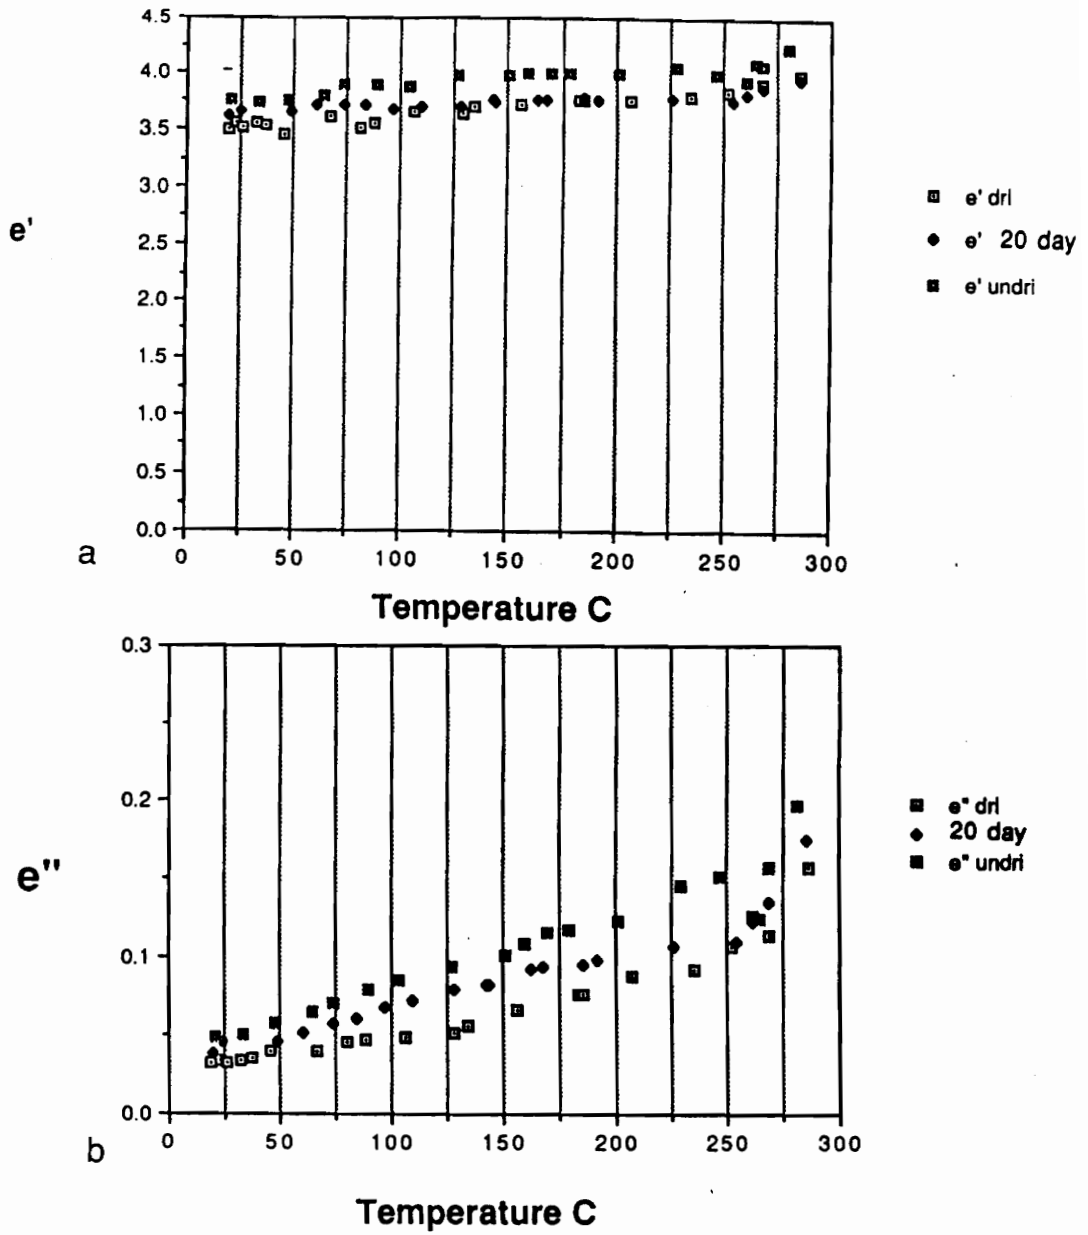 4.5
4.0
3.5
3.0
2.5
2.0
1.5
1.0
0.5
0.0
e'
0 50 100 150 200 250 300
a
Temperature C
e' dri
e' 20 day
e' undri
0.3
0.2
0.1
0.0
e"
0 50 100 150 200 250 300
b
Temperature C
e" dri
20 day
e" undri